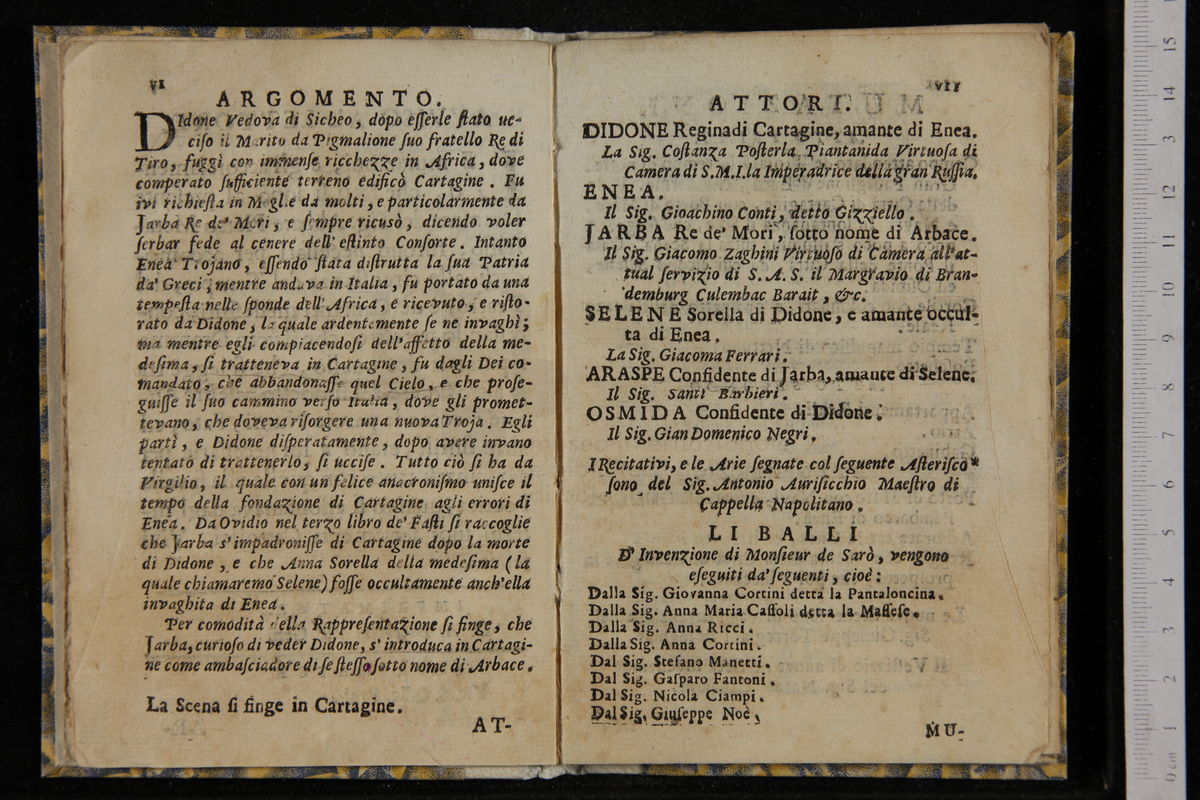 VI
ARGOMENTO.
DIdone Vedova di Sicheo, dopo eſſerle ſtato uc-
ciſo il Marito da Pigmalione ſuo fratello Re di
Tiro, fuggì con immenſe ricchezze in Africa, dove
comperato ſufficiente terreno edificò Cartagine. Fu
ivi richieſta in Moglie da molti, e particolarmente da
Jarba Re de' Mori, e ſempre ricusò, dicendo voler
ſerbar fede al cenere dell' eſtinto Conſorte. Intanto
Enea Trojano, eſſendo ſtata diſtrutta la ſua Patria
da' Greci, mentre andava in Italia, fu portato da una
tempeſta nelle ſponde dell' Africa, e ricevuto, e riſto-
rato da Didone, la quale ardentemente ſe ne invaghì;
ma mentre egli compiacendoſi dell'affetto della me-
deſima, ſi tratteneva in Cartagine, fu dagli Dei co-
mandato, che abbandonaſſe quel Cielo, e che proſe-
guiſſe il ſuo cammino verſo Italia, dove gli promet-
tevano, che doveva riſorgere una nuova Troja. Egli
partì, e Didone diſperatamente, dopo avere invano
tentato di trattenerlo, ſi ucciſe. Tutto ciò ſi ha da
Virgilio, il quale con un felice anacroniſmo uniſce il
tempo della fondazione di Cartagine agli errori di
Enea. Da Ovidio nel terzo libro de' Faſti ſi raccoglie
che Jarba s'impadroniſſe di Cartagine dopo la morte
di Didone, e che Anna Sorella della medeſima (la
quale chiamaremo Selene) foſſe occultamente anch'ella
invaghita di Enea.
Per comodità della Rappreſentazione ſi finge, che
Jarba, curioſo di veder Didone, s'introduca in Cartagi-
ne come ambaſciadore di ſe ſteſſo ſotto nome di Arbace.
La Scena ſi finge in Cartagine.
AT-
VII
ATTORI.
DIDONE Regina di Cartagine, amante di Enea.
La Sig. Coſtanza Poſterla Piantanida Virtuoſa di
Camera di S.M.I. la Imperadrice della gran Ruſſia.
ENEA.
Il Sig. Gioachino Conti, detto Gizziello.
JARBA Re de' Mori, ſotto nome di Arbace.
Il Sig. Giacomo Zaghini Virtuoſo di Camera all'at-
tual ſervizio di S. A. S. il Margravio di Bran-
demburg Culembac Barait, &c.
SELENE Sorella di Didone, e amante occul-
ta di Enea.
La Sig. Giacoma Ferrari.
ARASPE Confidente di Jarba, amante di Selene.
Il Sig. Santi Barbieri.
OSMIDA Confidente di Didone.
Il Sig. Gian Domenico Negri.
I Recitativi, e le Arie ſegnate col ſeguente Aſteriſco*
ſono del Sig. Antonio Auriſicchio Maeſtro di
Cappella Napolitano.
LI BALLI
D' Invenzione di Monſieur de Sarò, vengono
eſeguiti da' ſeguenti, cioè:
Dalla Sig. Giovanna Cortini detta la Pantaloncina.
Dalla Sig. Anna Maria Caſſoli detta la Maſſeſe.
Dalla Sig. Anna Ricci.
Dalla Sig. Anna Cortini.
Dal Sig. Stefano Manetti.
Dal Sig. Gaſparo Fantoni.
Dal Sig. Nicola Ciampi.
Dal Sig. Giuſeppe Noè,
MU-
0 cm 1 2 3 4 5 6 7 8 9 10 11 12 13 14 15